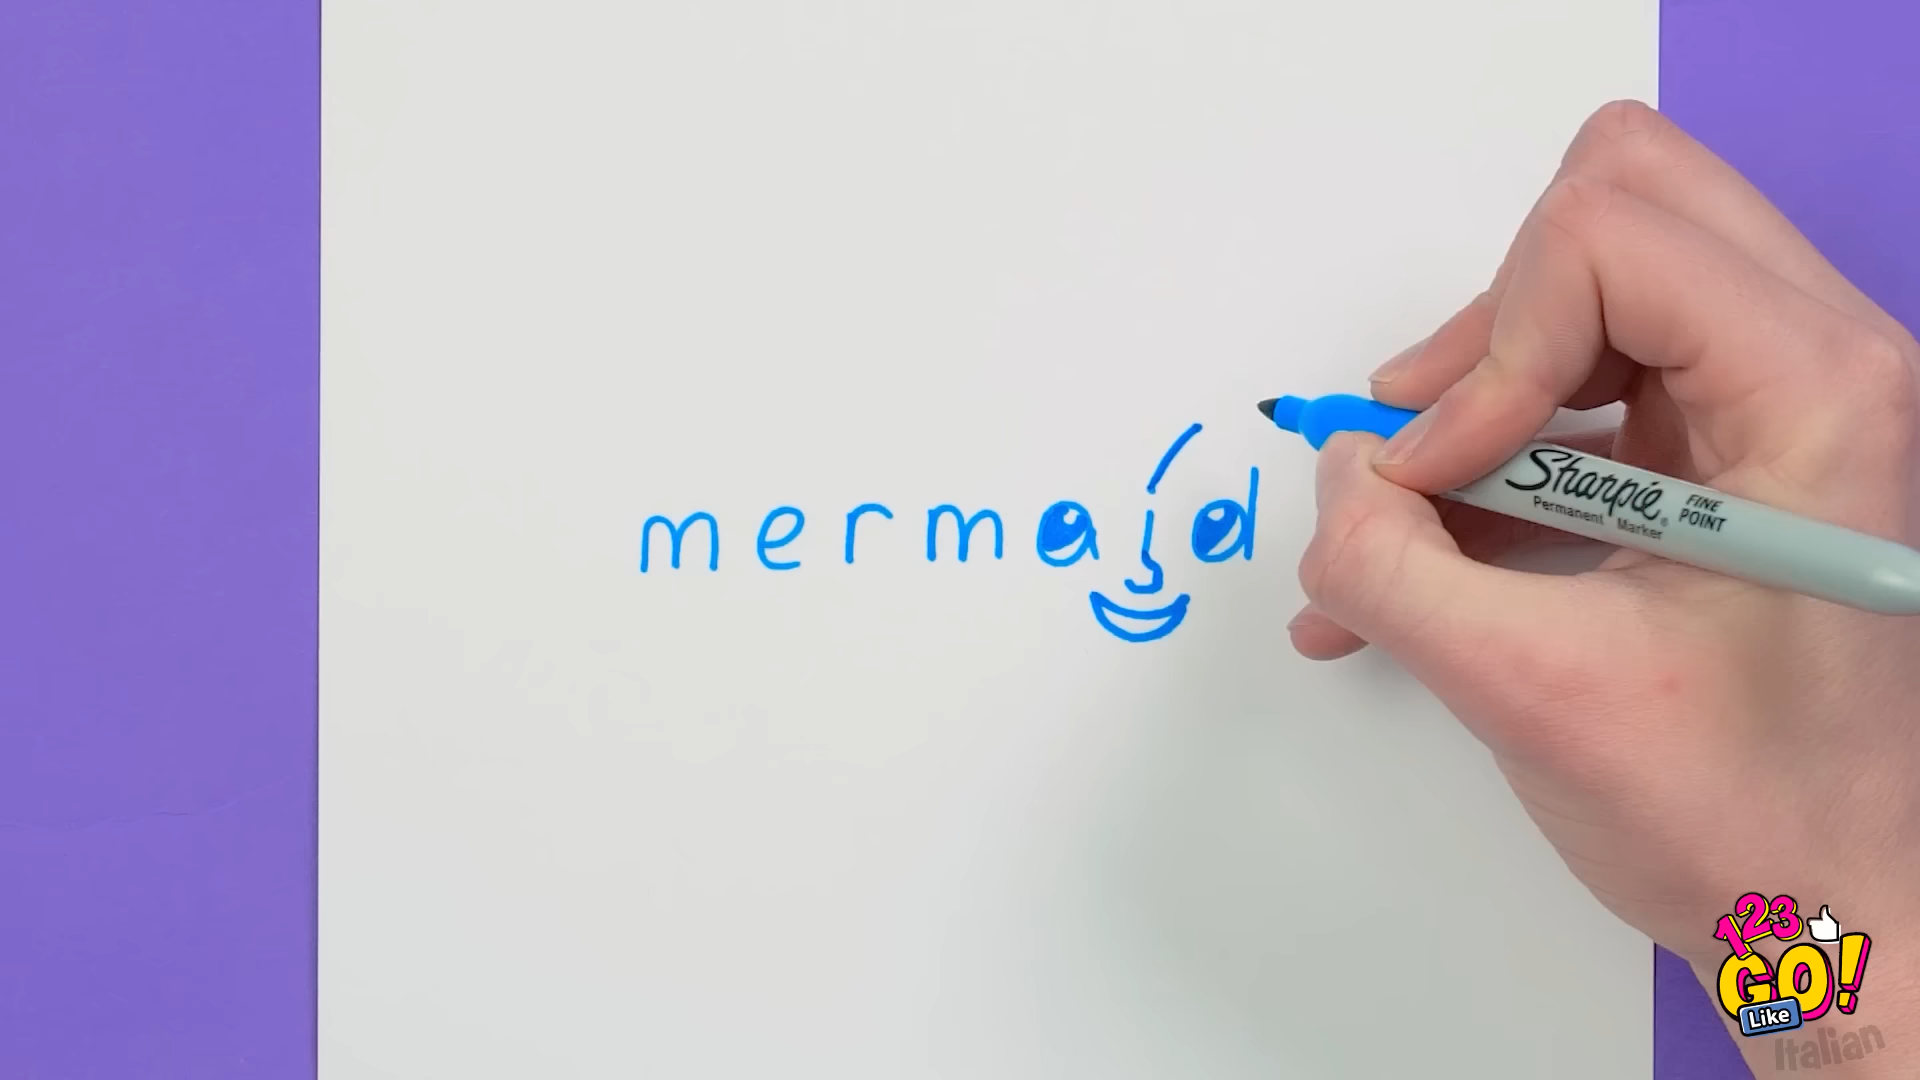 mermaid
Sharpie® FINE POINT
Permanent Marker
123 GO!
Like
Italian